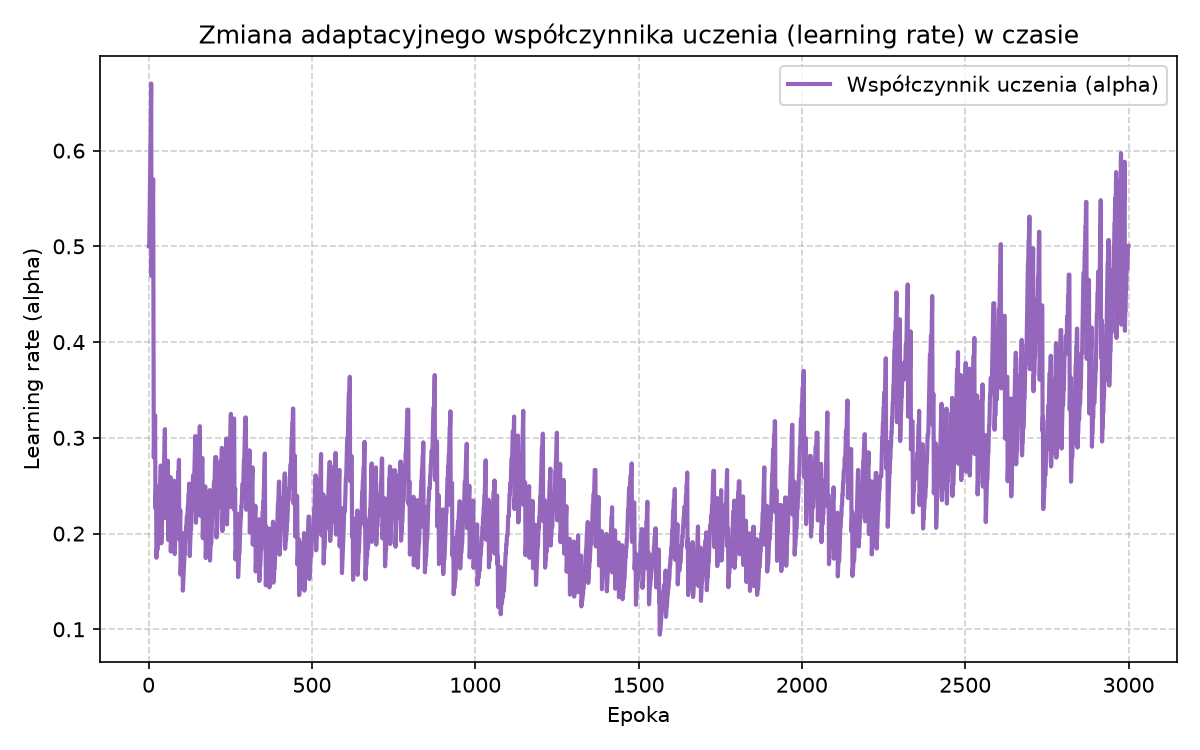 Zmiana adaptacyjnego współczynnika uczenia (learning rate) w czasie
Współczynnik uczenia (alpha)
Learning rate (alpha)
0.6
0.5
0.4
0.3
0.2
0.1
0 500 1000 1500 2000 2500 3000
Epoka